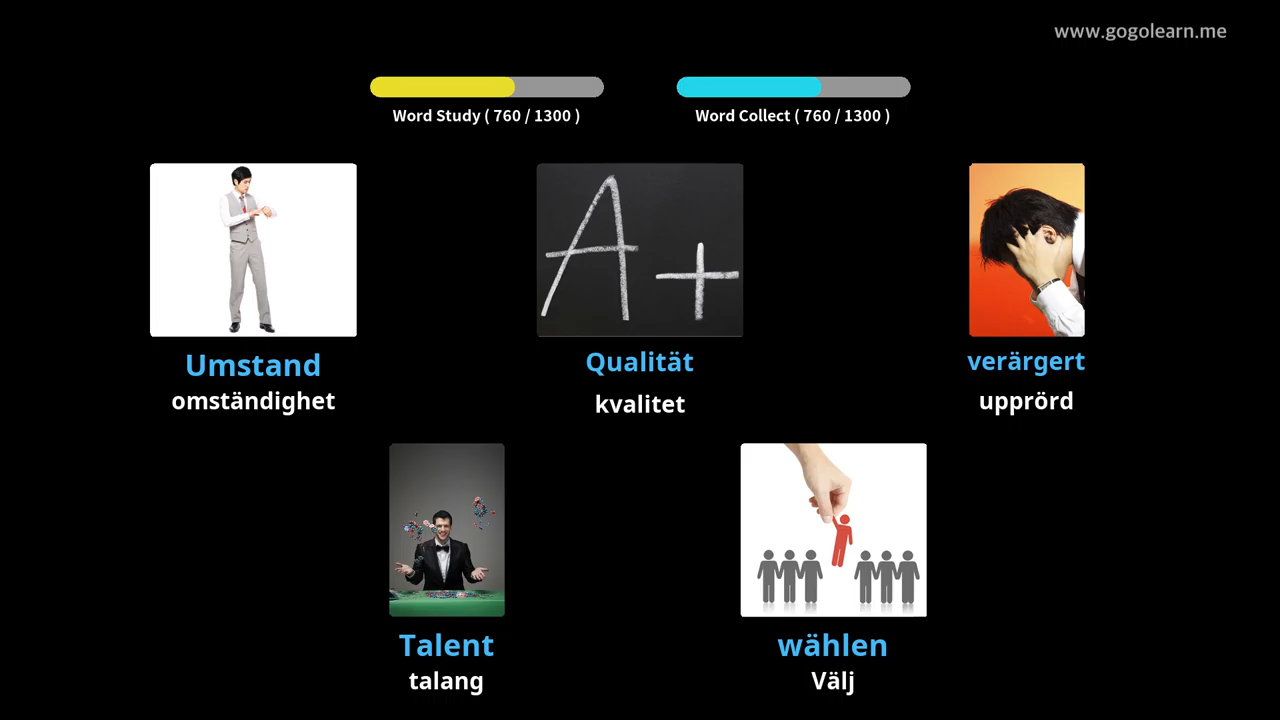 www.gogolearn.me
Word Study ( 760 / 1300 )
Word Collect ( 760 / 1300 )
A+
Umstand
omständighet
Qualität
kvalitet
verärgert
upprörd
Talent
talang
wählen
Välj